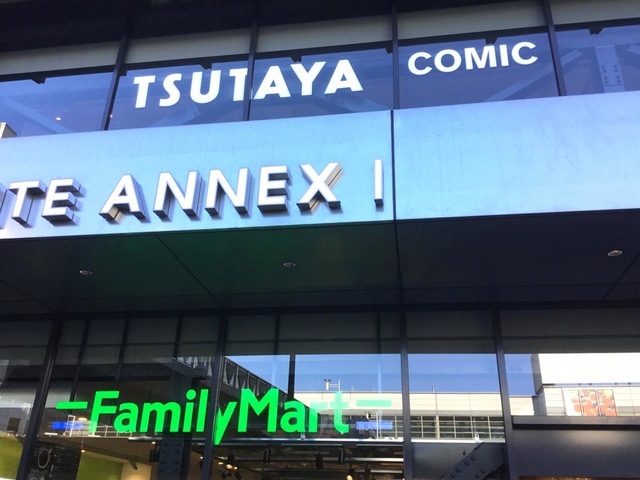 TSUTAYA COMIC
TE ANNEX I
FamilyMart